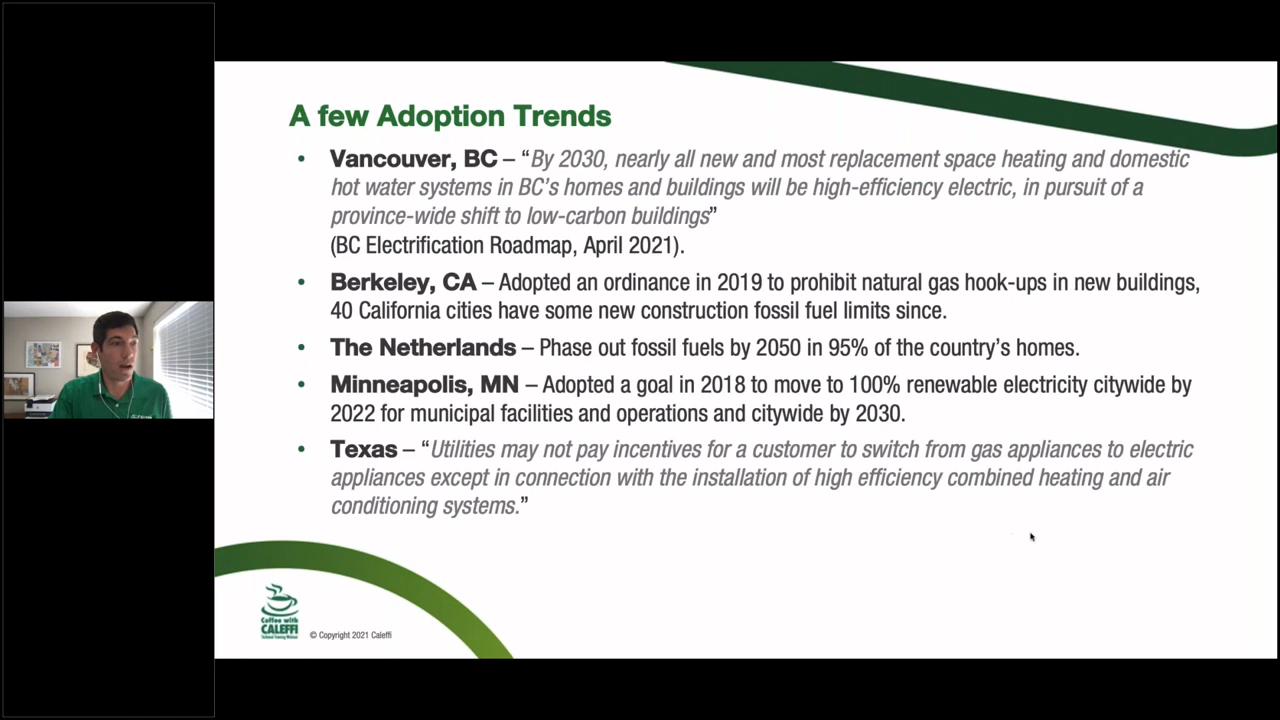 A few Adoption Trends
• Vancouver, BC – “By 2030, nearly all new and most replacement space heating and domestic
hot water systems in BC’s homes and buildings will be high-efficiency electric, in pursuit of a
province-wide shift to low-carbon buildings”
(BC Electrification Roadmap, April 2021).
• Berkeley, CA – Adopted an ordinance in 2019 to prohibit natural gas hook-ups in new buildings,
40 California cities have some new construction fossil fuel limits since.
• The Netherlands – Phase out fossil fuels by 2050 in 95% of the country’s homes.
• Minneapolis, MN – Adopted a goal in 2018 to move to 100% renewable electricity citywide by
2022 for municipal facilities and operations and citywide by 2030.
• Texas – “Utilities may not pay incentives for a customer to switch from gas appliances to electric
appliances except in connection with the installation of high efficiency combined heating and air
conditioning systems.”
Coffee with
CALEFFI
Technical Training Webinar
© Copyright 2021 Caleffi